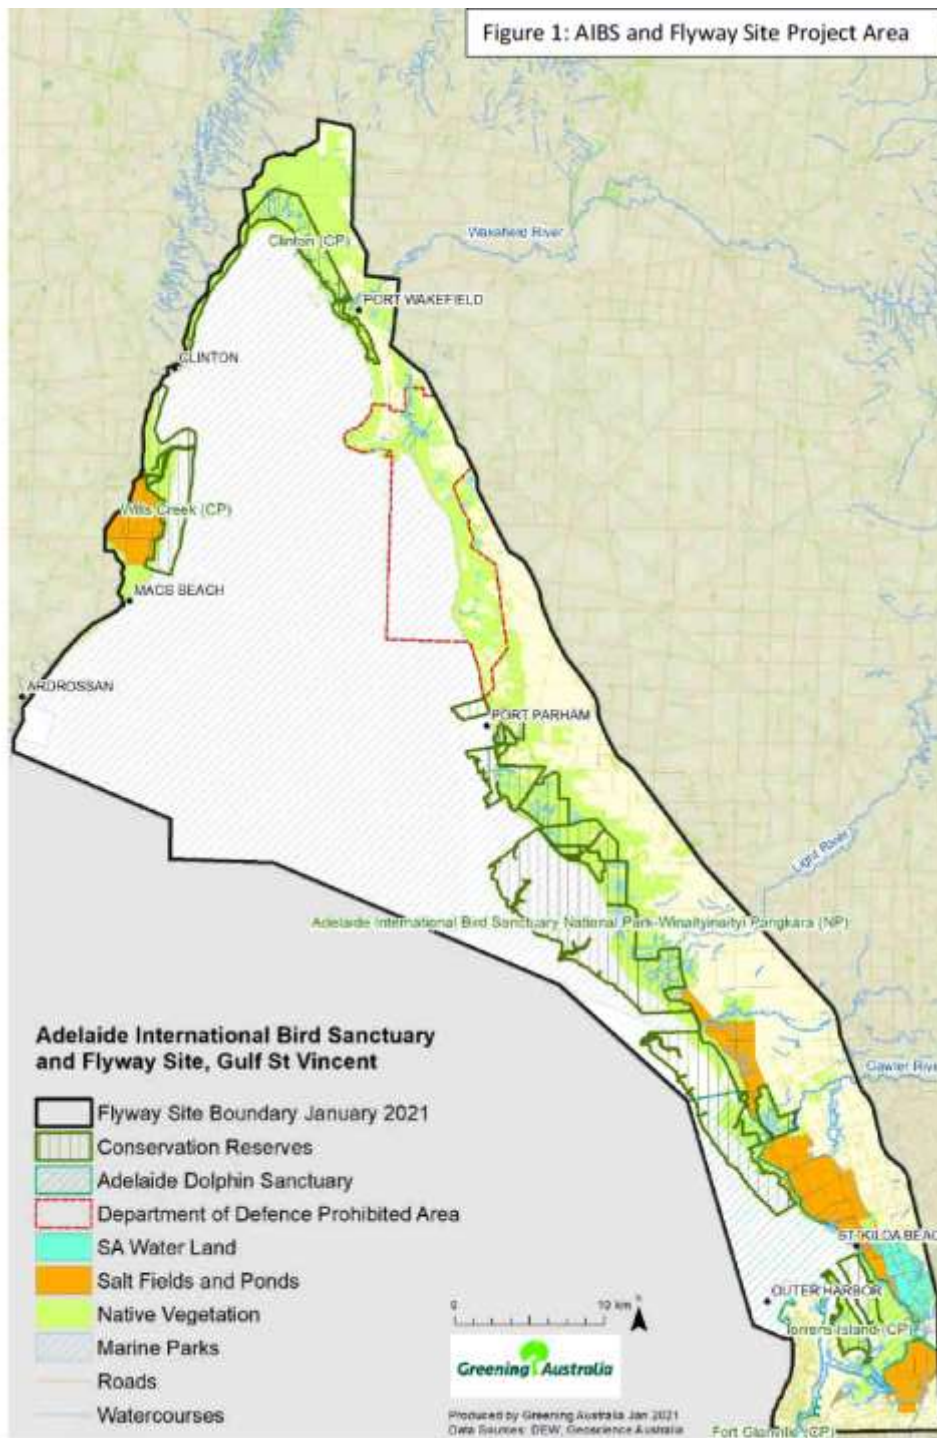 Figure 1: AIBS and Flyway Site Project Area
Wakefield River
Clinton (CP)
PORT WAKEFIELD
CLINTON
Wills Creek (CP)
MACS BEACH
ARDROSSAN
PORT PARHAM
Light River
Adelaide International Bird Sanctuary National Park-Winaityinaityi Pangkara (NP)
Gawler River
ST KILDA BEAC
OUTER HARBOR
Torrens Island (CP)
Fort Glanville (CP)
Adelaide International Bird Sanctuary
and Flyway Site, Gulf St Vincent
Flyway Site Boundary January 2021
Conservation Reserves
Adelaide Dolphin Sanctuary
Department of Defence Prohibited Area
SA Water Land
Salt Fields and Ponds
Native Vegetation
Marine Parks
Roads
Watercourses
0 10 km
Greening Australia
Produced by Greening Australia Jan 2021
Data Sources: DEW, Geoscience Australia